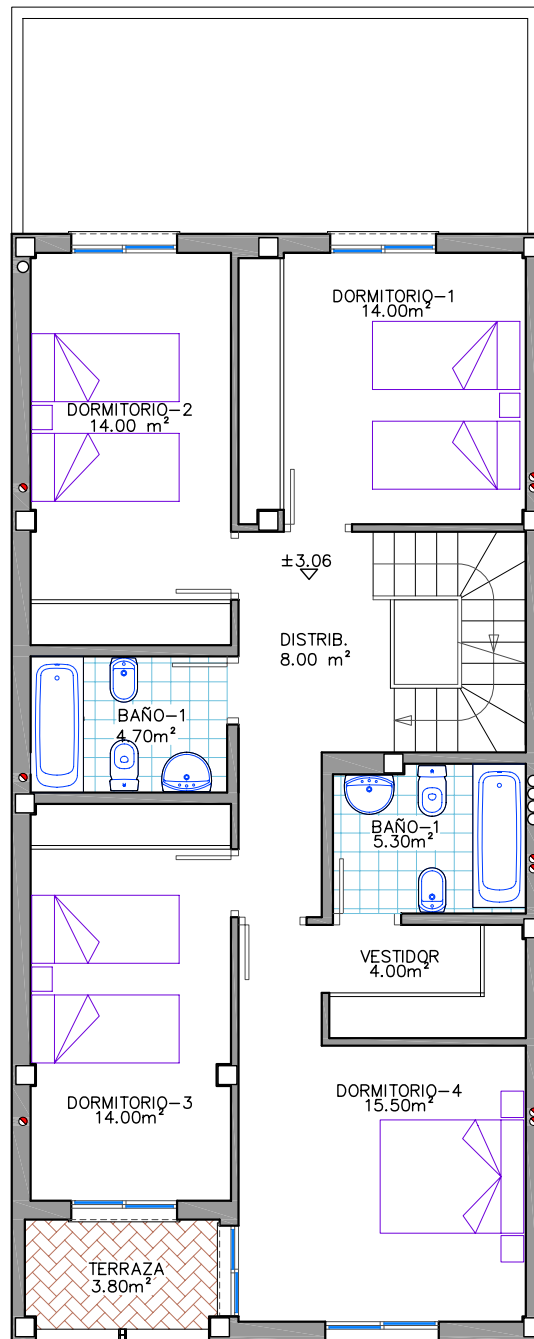 DORMITORIO-1
14.00m²
DORMITORIO-2
14.00 m²
±3.06
DISTRIB.
8.00 m²
BAÑO-1
4.70m²
BAÑO-1
5.30m²
VESTIDOR
4.00m²
DORMITORIO-3
14.00m²
DORMITORIO-4
15.50m²
TERRAZA
3.80m²